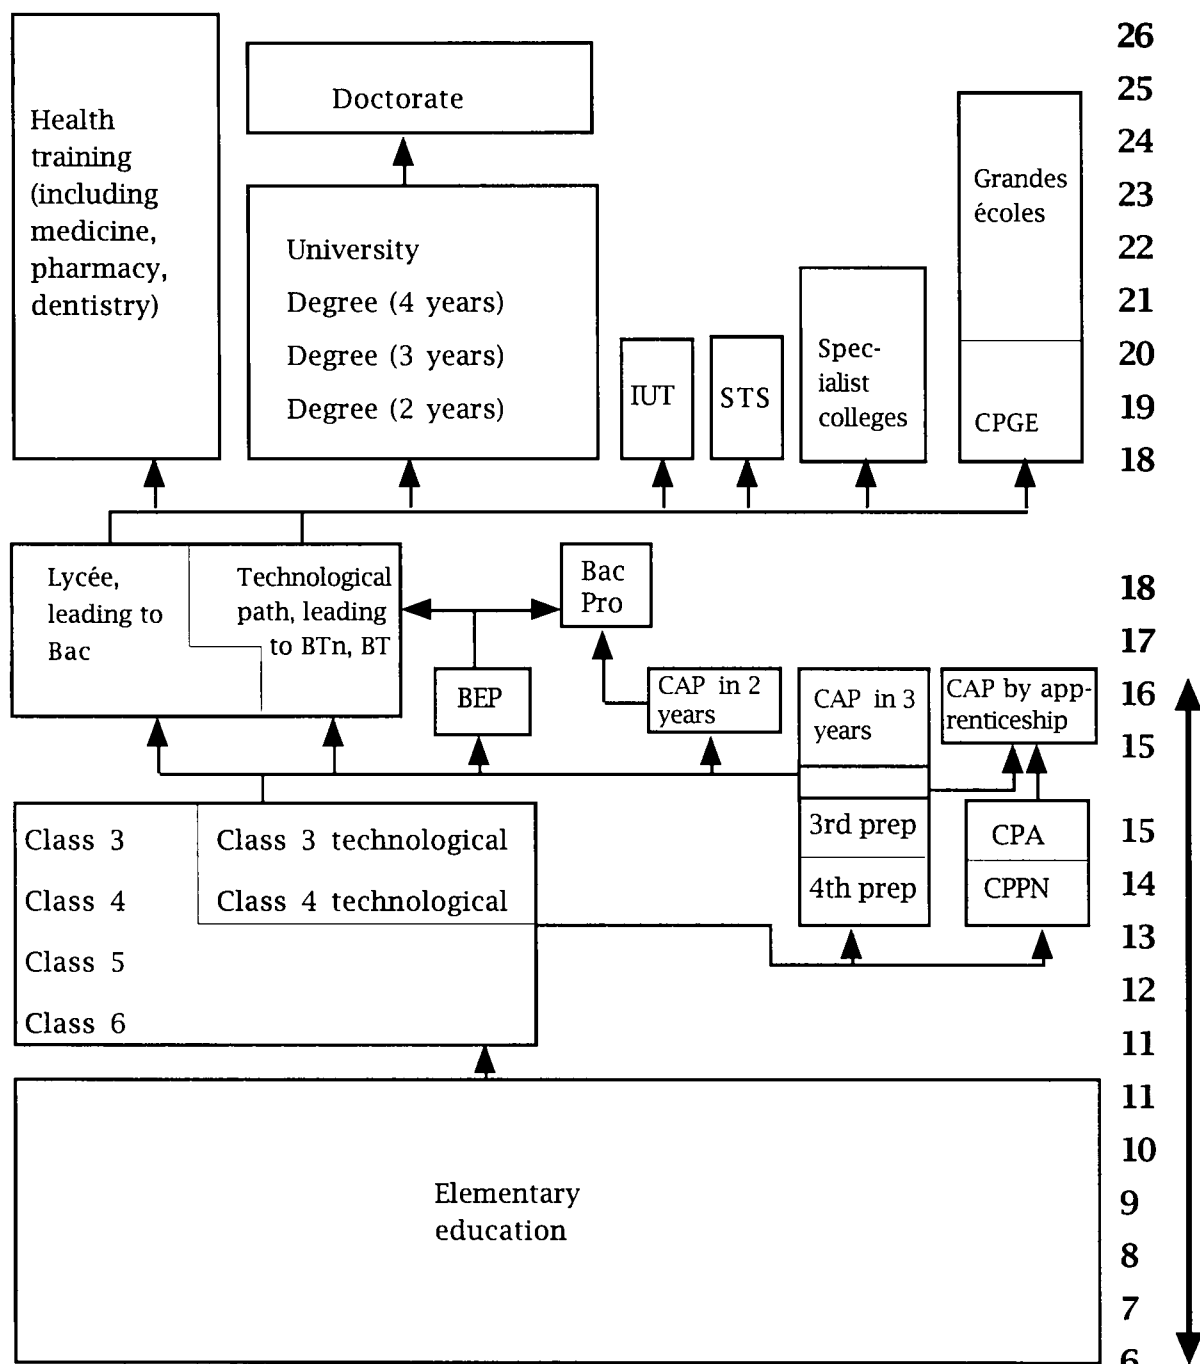 26
Doctorate
25
Health
training
(including
medicine,
pharmacy,
dentistry)
24
Grandes
écoles
23
University
22
Degree (4 years)
21
Degree (3 years)
Spec-
ialist
colleges
20
IUT
STS
Degree (2 years)
19
CPGE
18
Lycée,
leading to
Bac
Technological
path, leading
to BTn, BT
Bac
Pro
18
17
BEP
CAP in 2
years
CAP in 3
years
CAP by app-
renticeship
16
15
Class 3
Class 3 technological
3rd prep
CPA
15
Class 4
Class 4 technological
4th prep
CPPN
14
13
Class 5
12
Class 6
11
11
10
Elementary
education
9
8
7
6